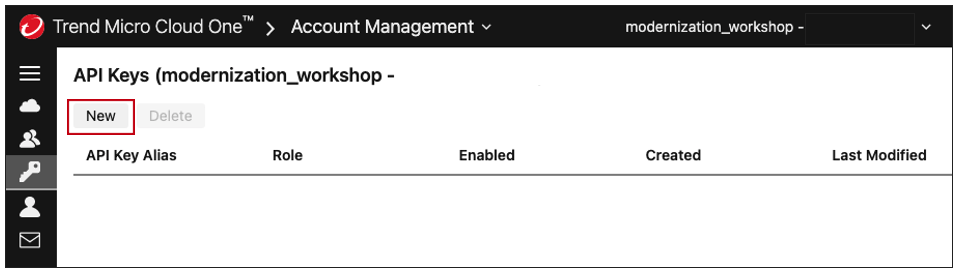 Trend Micro Cloud One™ > Account Management modernization_workshop -
API Keys (modernization_workshop -
New Delete
API Key Alias Role Enabled Created Last Modified